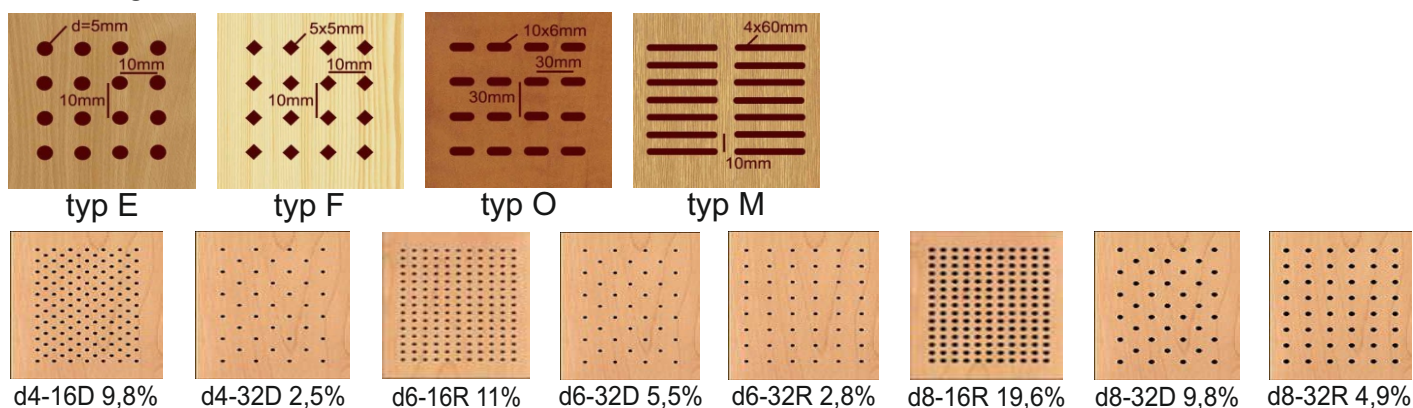 d=5mm
10mm
10mm
5x5mm
10mm
10mm
10x6mm
30mm
30mm
4x60mm
10mm
typ E typ F typ O typ M
d4-16D 9,8% d4-32D 2,5% d6-16R 11% d6-32D 5,5% d6-32R 2,8% d8-16R 19,6% d8-32D 9,8% d8-32R 4,9%